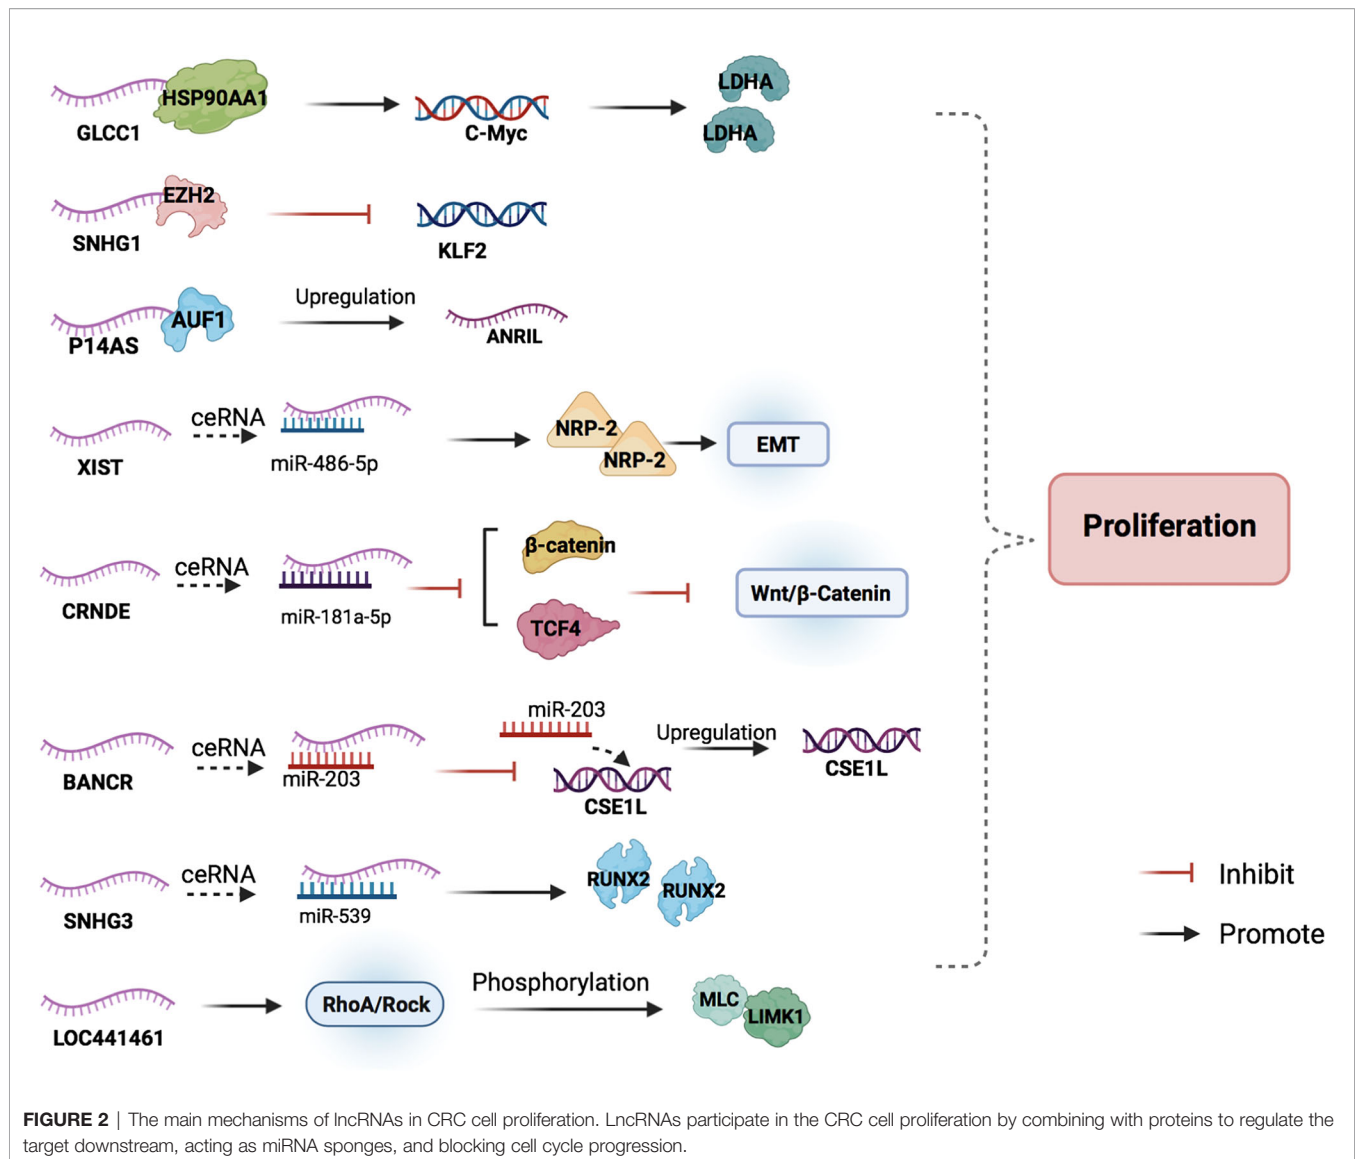 HSP90AA1
GLCC1
C-Myc
LDHA
LDHA
EZH2
SNHG1
KLF2
AUF1
P14AS
Upregulation
ANRIL
XIST
ceRNA
miR-486-5p
NRP-2
NRP-2
EMT
CRNDE
ceRNA
miR-181a-5p
β-catenin
TCF4
Wnt/β-Catenin
BANCR
ceRNA
miR-203
miR-203
CSE1L
Upregulation
CSE1L
SNHG3
ceRNA
miR-539
RUNX2
RUNX2
LOC441461
RhoA/Rock
Phosphorylation
MLC
LIMK1
Proliferation
Inhibit
Promote
FIGURE 2 | The main mechanisms of lncRNAs in CRC cell proliferation. LncRNAs participate in the CRC cell proliferation by combining with proteins to regulate the
target downstream, acting as miRNA sponges, and blocking cell cycle progression.